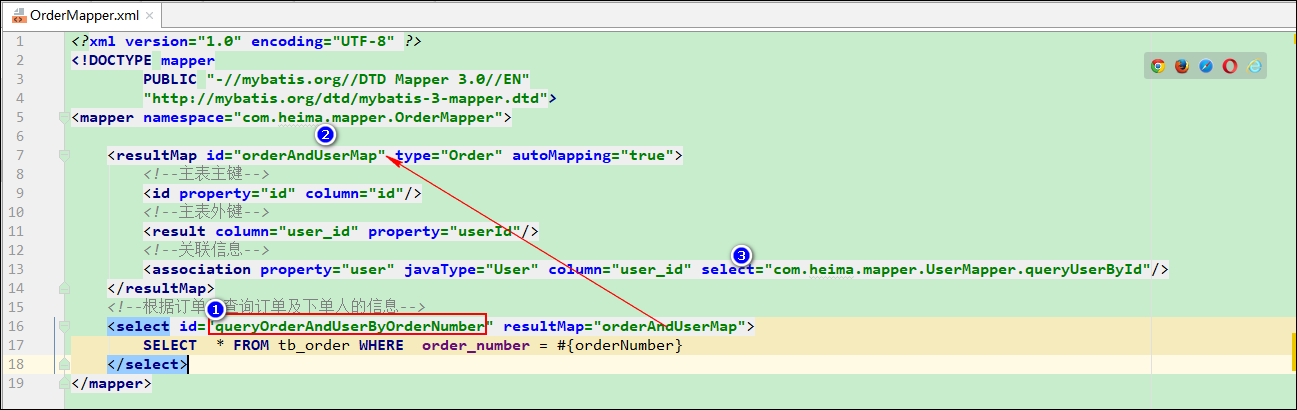 OrderMapper.xml
1 <?xml version="1.0" encoding="UTF-8" ?>
2 <!DOCTYPE mapper
3 PUBLIC "-//mybatis.org//DTD Mapper 3.0//EN"
4 "http://mybatis.org/dtd/mybatis-3-mapper.dtd">
5 <mapper namespace="com.heima.mapper.OrderMapper">
6 2
7 <resultMap id="orderAndUserMap" type="Order" autoMapping="true">
8 <!--主表主键-->
9 <id property="id" column="id"/>
10 <!--主表外键-->
11 <result column="user_id" property="userId"/>
12 <!--关联信息--> 3
13 <association property="user" javaType="User" column="user_id" select="com.heima.mapper.UserMapper.queryUserById"/>
14 </resultMap>
15 <!--根据订单 1 查询订单及下单人的信息-->
16 <select id="queryOrderAndUserByOrderNumber" resultMap="orderAndUserMap">
17 SELECT * FROM tb_order WHERE order_number = #{orderNumber}
18 </select>
19 </mapper>